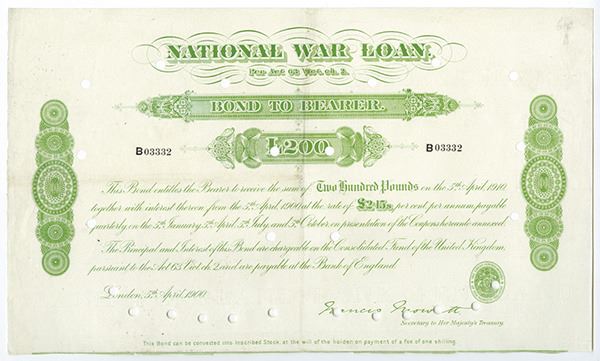 NATIONAL WAR LOAN.
Per Act 63 Vict. ch. 2.
BOND TO BEARER.
£200
B03332
B03332
This Bond entitles the Bearer to receive the sum of Two Hundred Pounds on the 5th April, 1910,
together with interest thereon from the 5th April 1900 at the rate of £2.15s per cent per annum, payable
quarterly on the 5th January, 5th April, 5th July and 5th October on presentation of the Coupons hereunto annexed.
The Principal and Interest of this Bond are chargeable on the Consolidated Fund of the United Kingdom,
pursuant to the Act 63 Vict. ch. 2, and are payable at the Bank of England.
London, 5th April, 1900.
Francis Mowatt
Secretary to Her Majesty's Treasury.
This Bond can be converted into Inscribed Stock, at the will of the holder, on payment of a fee of one shilling.